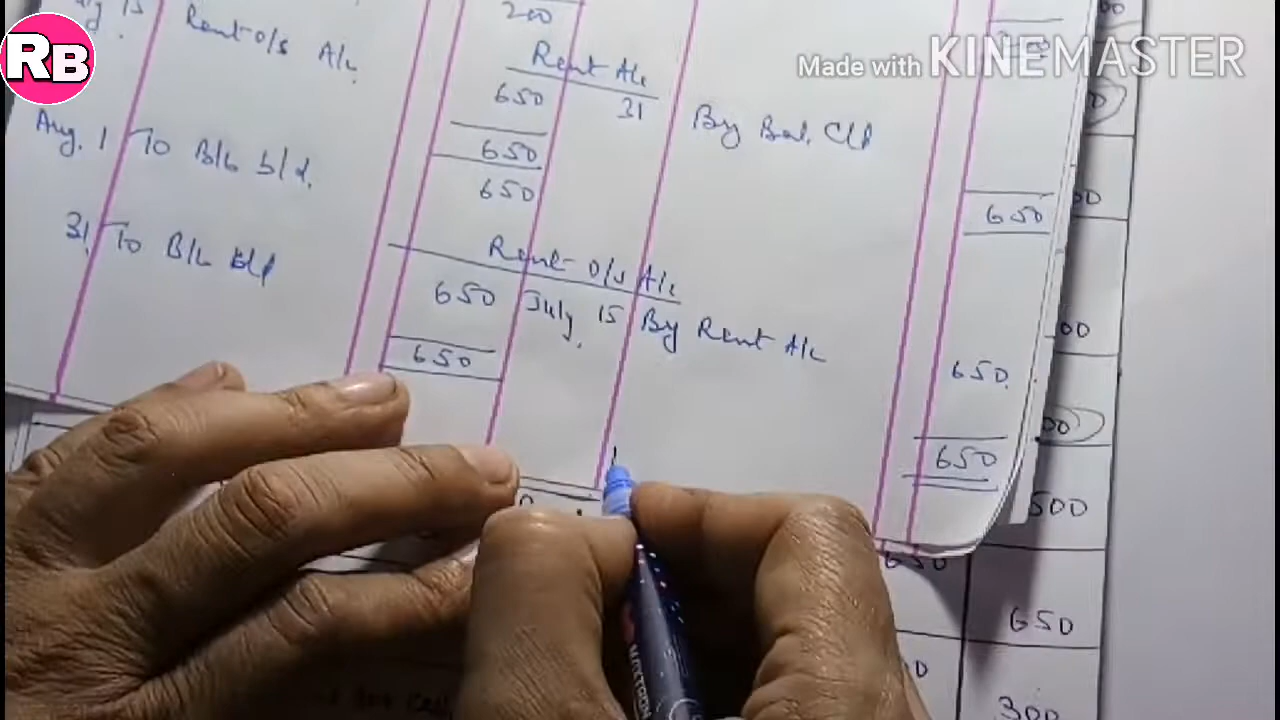 RB
Made with KINEMASTER
200
15 Rent o/s A/c
Rent A/c
650 31 By Bal. C/d
650
Aug. 1 To B/L b/d. 650
650
31 To B/L
Rent o/s A/c
650 July 15 By Rent A/c 650
650
650
500
650
650
300